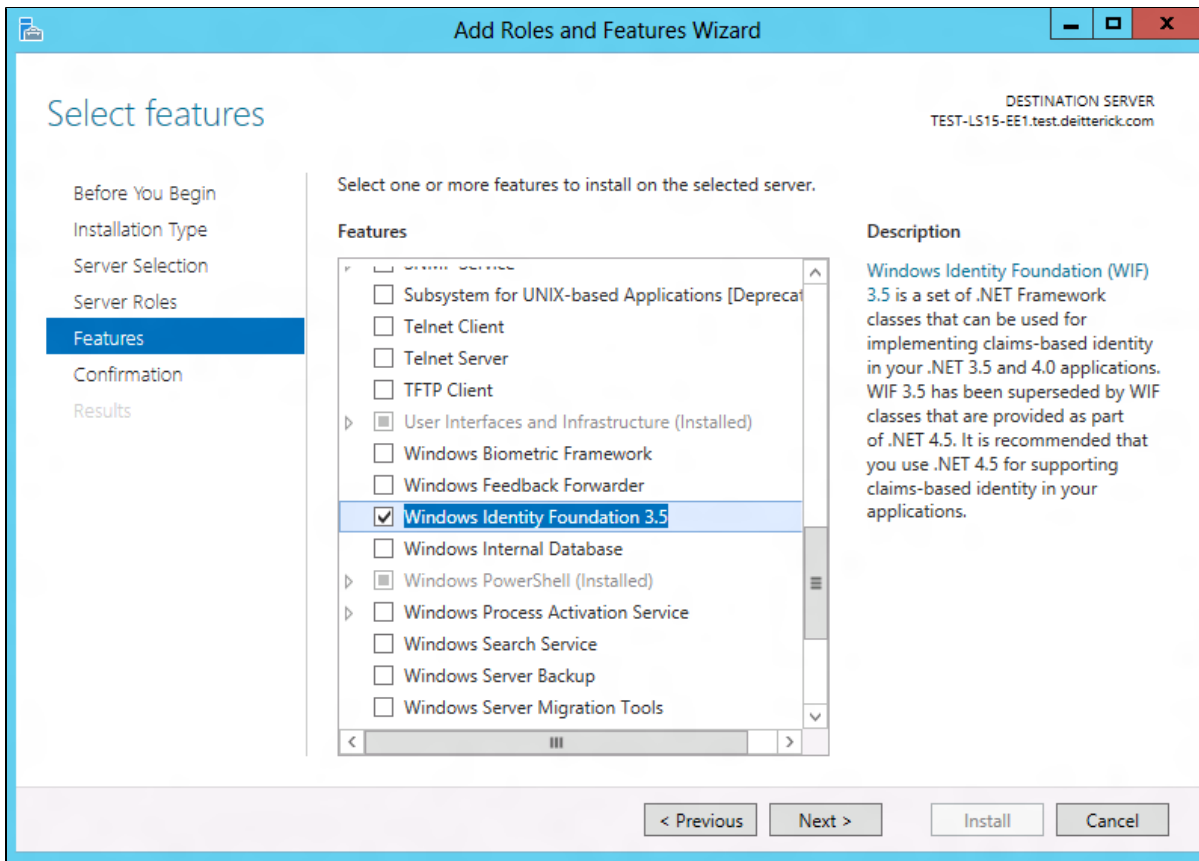 Add Roles and Features Wizard
Select features
DESTINATION SERVER
TEST-LS15-EE1.test.deitterick.com
Before You Begin
Installation Type
Server Selection
Server Roles
Features
Confirmation
Results
Select one or more features to install on the selected server.
Features
SNMP Service
Subsystem for UNIX-based Applications [Deprecat
Telnet Client
Telnet Server
TFTP Client
User Interfaces and Infrastructure (Installed)
Windows Biometric Framework
Windows Feedback Forwarder
Windows Identity Foundation 3.5
Windows Internal Database
Windows PowerShell (Installed)
Windows Process Activation Service
Windows Search Service
Windows Server Backup
Windows Server Migration Tools
Description
Windows Identity Foundation (WIF)
3.5 is a set of .NET Framework
classes that can be used for
implementing claims-based identity
in your .NET 3.5 and 4.0 applications.
WIF 3.5 has been superseded by WIF
classes that are provided as part
of .NET 4.5. It is recommended that
you use .NET 4.5 for supporting
claims-based identity in your
applications.
< Previous
Next >
Install
Cancel